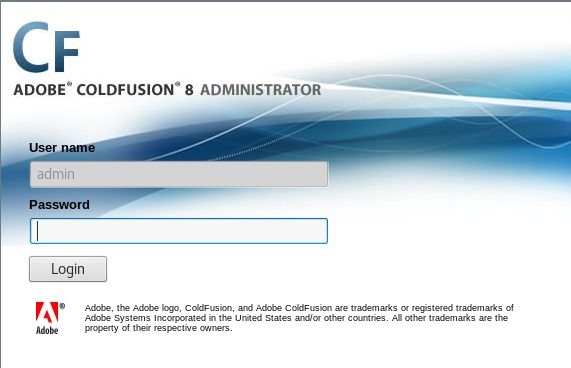 CF
ADOBE® COLDFUSION® 8 ADMINISTRATOR
User name
admin
Password
Login
Adobe, the Adobe logo, ColdFusion, and Adobe ColdFusion are trademarks or registered trademarks of
Adobe Systems Incorporated in the United States and/or other countries. All other trademarks are the
property of their respective owners.
®
Adobe